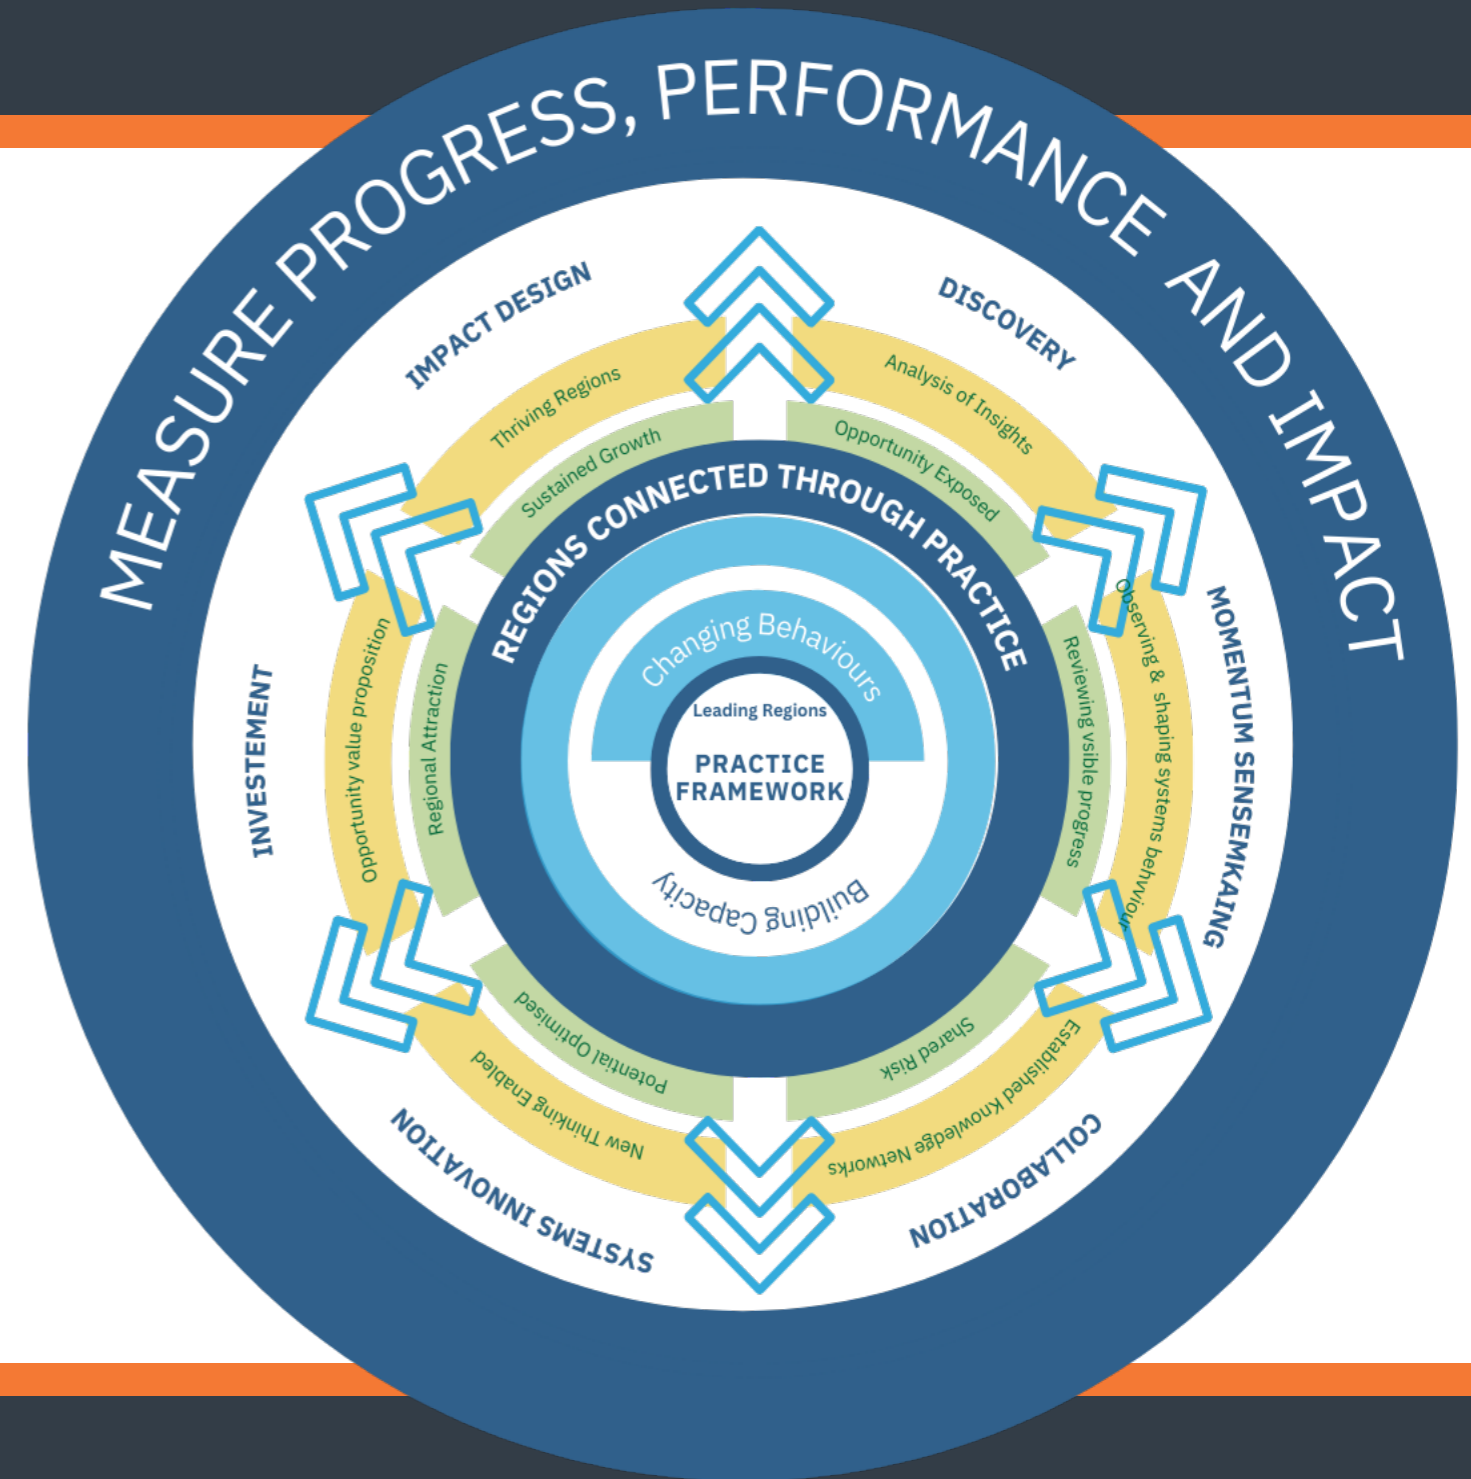 MEASURE PROGRESS, PERFORMANCE AND IMPACT
IMPACT DESIGN
DISCOVERY
MOMENTUM SENSEMKAING
COLLABORATION
SYSTEMS INNOVATION
INVESTEMENT
Thriving Regions
Sustained Growth
Analysis of Insights
Opportunity Exposed
Observing & shaping systems behvviour
Reviewing vsible progress
Established Knowledge Networks
Shared Risk
New Thinking Enabled
Potential Optimised
Opportunity value proposition
Regional Attraction
REGIONS CONNECTED THROUGH PRACTICE
Changing Behaviours
Leading Regions
PRACTICE
FRAMEWORK
Building Capacity